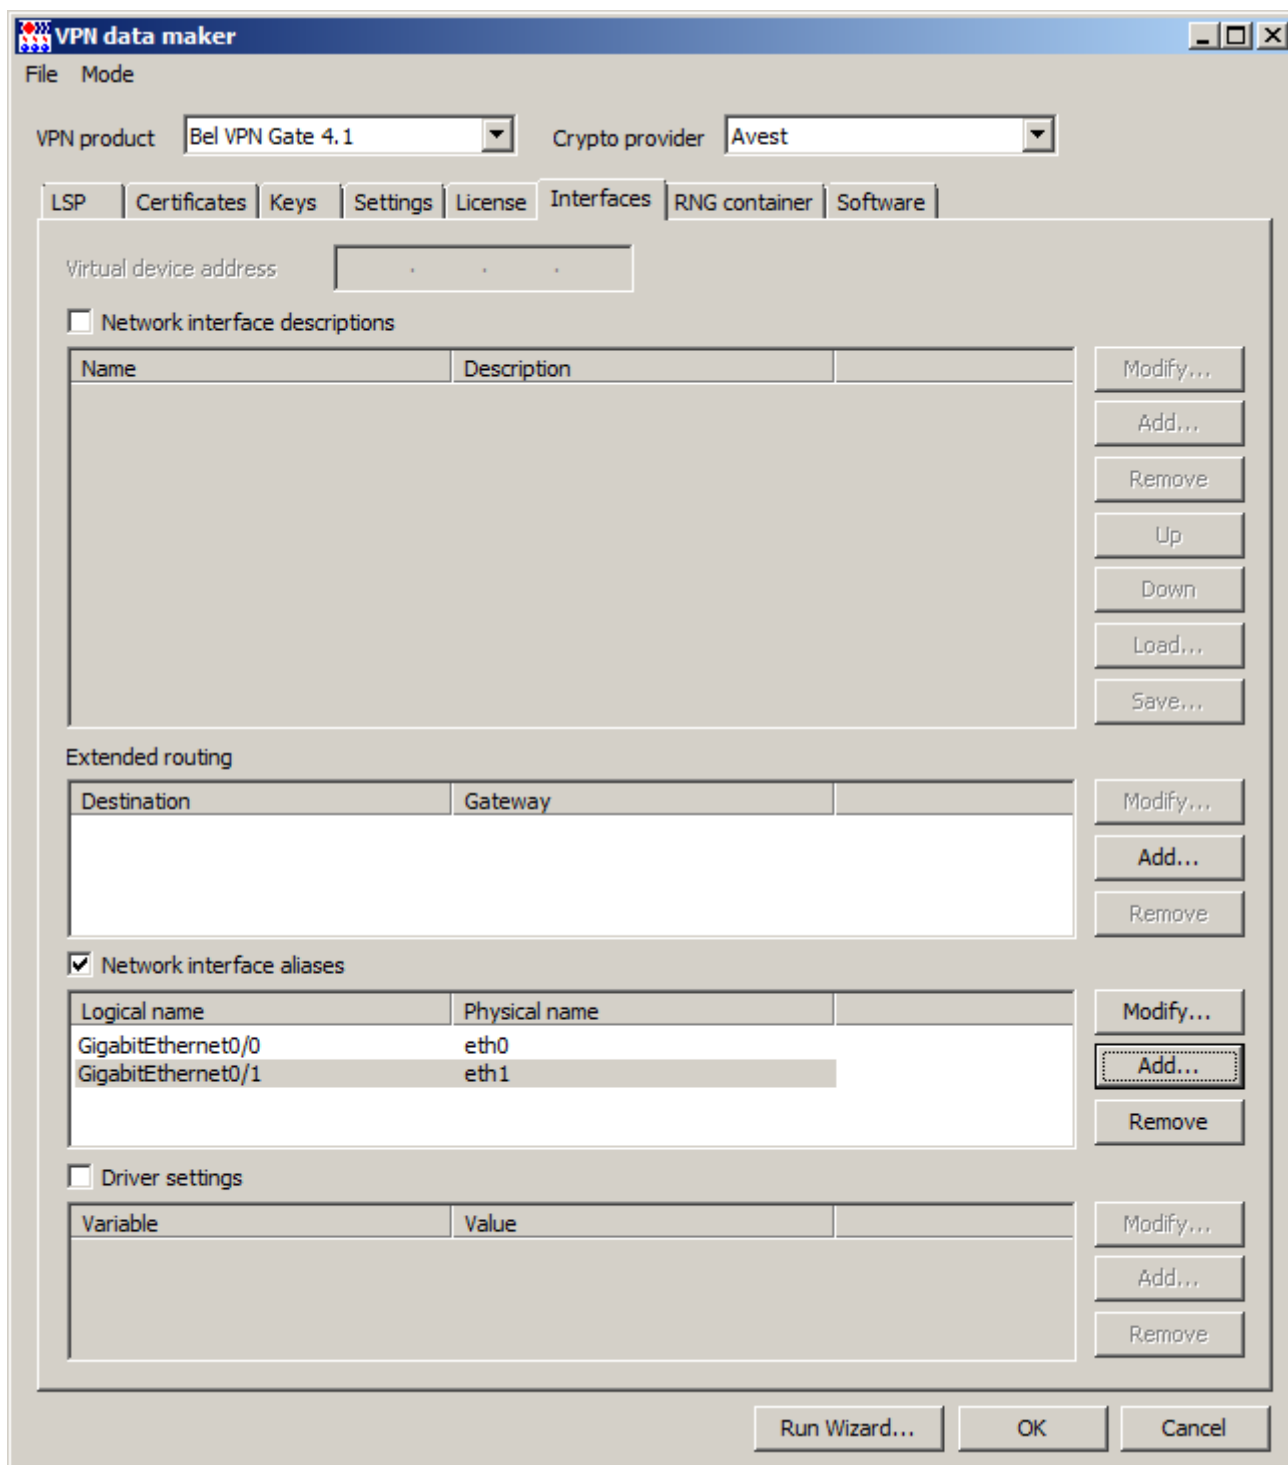 VPN data maker
File Mode
VPN product Bel VPN Gate 4.1 Crypto provider Avest
LSP Certificates Keys Settings License Interfaces RNG container Software
Virtual device address . . .
Network interface descriptions
Name Description Modify...
Add...
Remove
Up
Down
Load...
Save...
Extended routing
Destination Gateway Modify...
Add...
Remove
Network interface aliases
Logical name Physical name Modify...
GigabitEthernet0/0 eth0
GigabitEthernet0/1 eth1 Add...
Remove
Driver settings
Variable Value Modify...
Add...
Remove
Run Wizard... OK Cancel